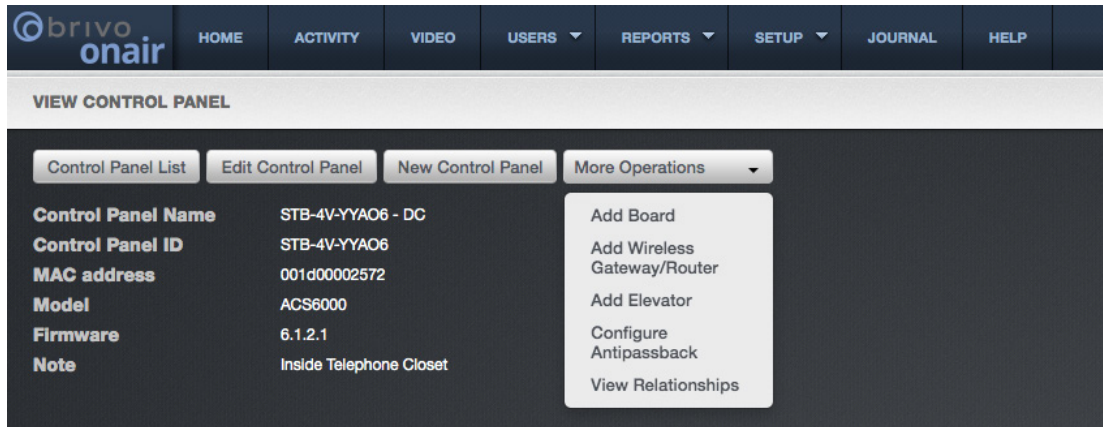 brivo
onair
HOME ACTIVITY VIDEO USERS REPORTS SETUP JOURNAL HELP
VIEW CONTROL PANEL
Control Panel List Edit Control Panel New Control Panel More Operations
Control Panel Name STB-4V-YYAO6 - DC
Control Panel ID STB-4V-YYAO6
MAC address 001d00002572
Model ACS6000
Firmware 6.1.2.1
Note Inside Telephone Closet
Add Board
Add Wireless
Gateway/Router
Add Elevator
Configure
Antipassback
View Relationships